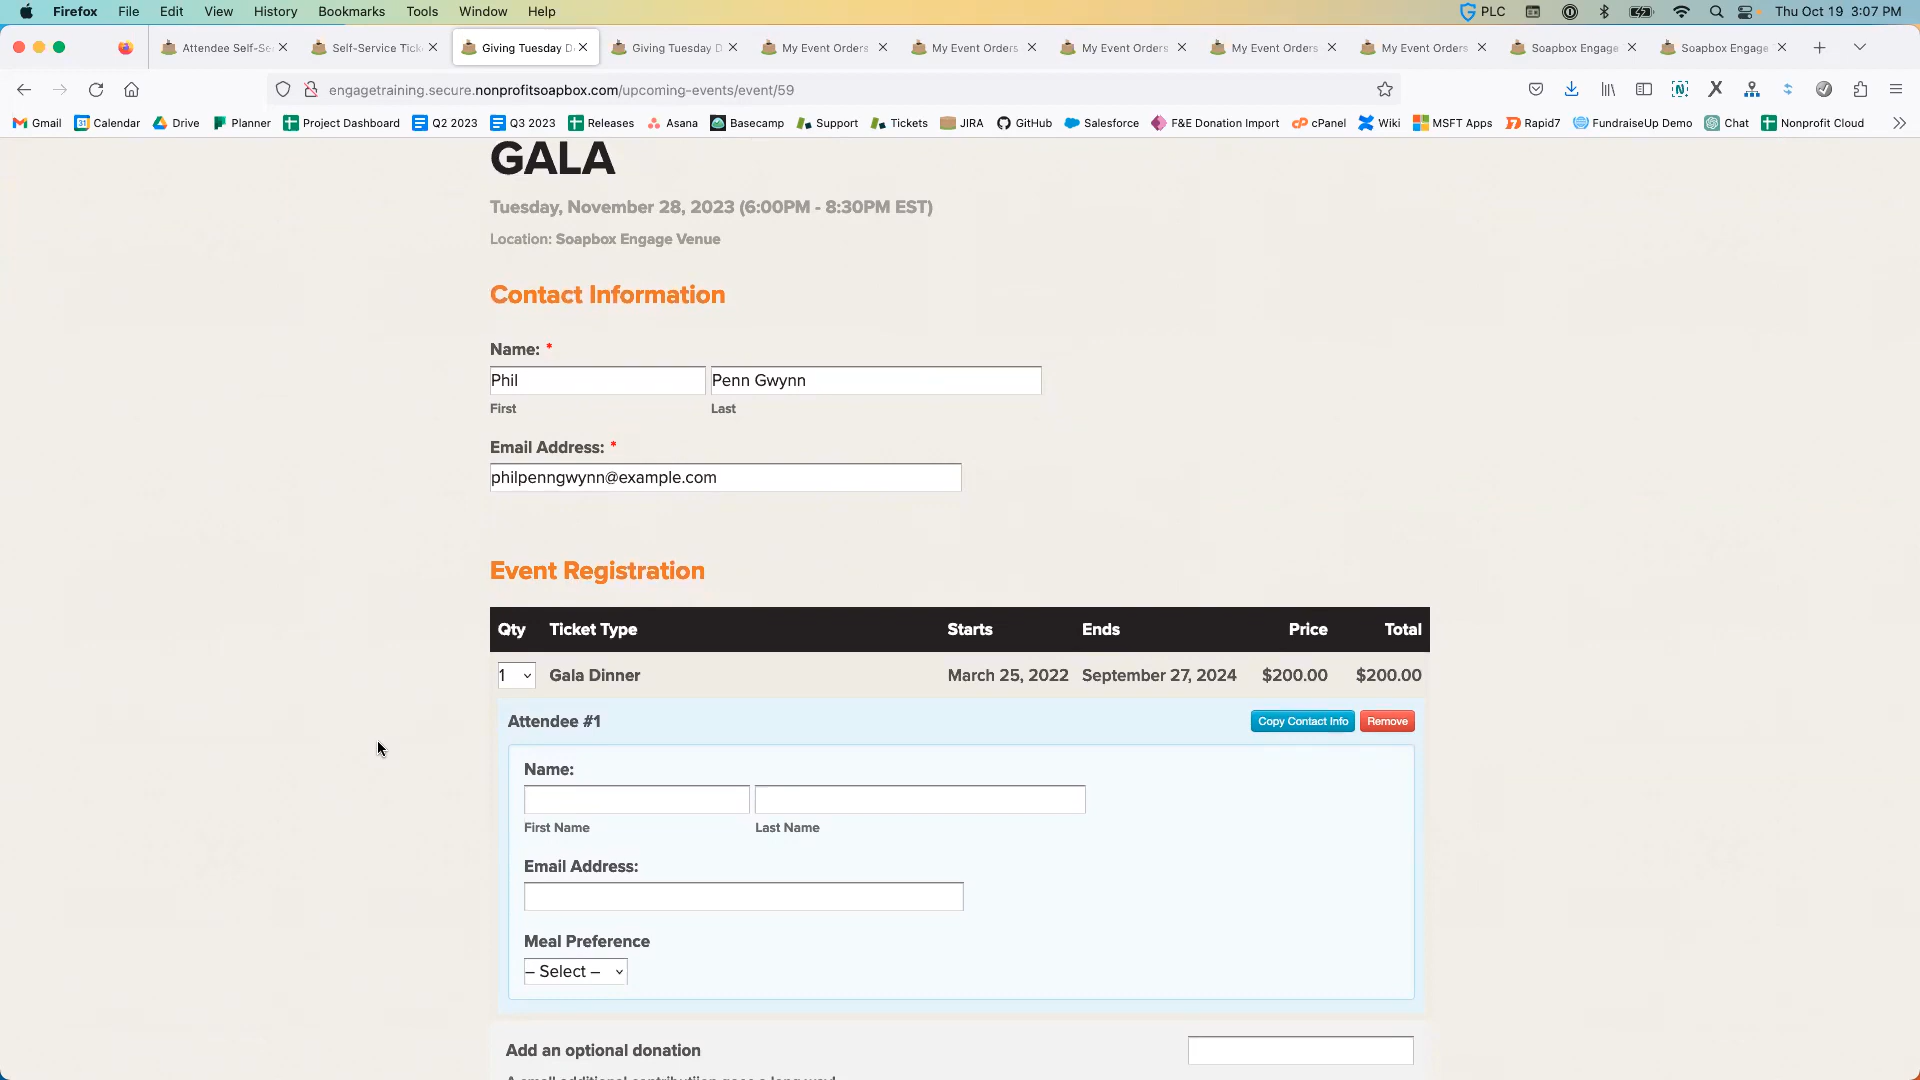 Firefox File Edit View History Bookmarks Tools Window Help PLC Thu Oct 19 3:07 PM
Attendee Self-Se Self-Service Tick Giving Tuesday D Giving Tuesday D My Event Orders My Event Orders My Event Orders My Event Orders My Event Orders Soapbox Engage Soapbox Engage
engagetraining.secure.nonprofitsoapbox.com/upcoming-events/event/59
Gmail Calendar Drive Planner Project Dashboard Q2 2023 Q3 2023 Releases Asana Basecamp Support Tickets JIRA GitHub Salesforce F&E Donation Import cPanel Wiki MSFT Apps Rapid7 FundraiseUp Demo Chat Nonprofit Cloud
GALA
Tuesday, November 28, 2023 (6:00PM - 8:30PM EST)
Location: Soapbox Engage Venue
Contact Information
Name: *
Phil Penn Gwynn
First Last
Email Address: *
philpenngwynn@example.com
Event Registration
Qty Ticket Type Starts Ends Price Total
1 Gala Dinner March 25, 2022 September 27, 2024 $200.00 $200.00
Attendee #1 Copy Contact Info Remove
Name:
First Name Last Name
Email Address:
Meal Preference
– Select –
Add an optional donation